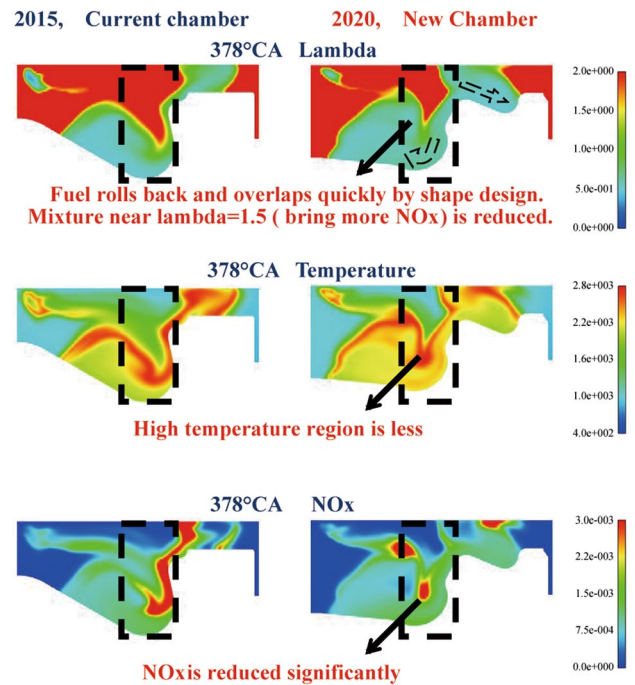 2015, Current chamber
2020, New Chamber
378°CA Lambda
2.0e+000
1.5e+000
1.0e+000
5.0e-001
0.0e+000
Fuel rolls back and overlaps quickly by shape design.
Mixture near lambda=1.5 ( bring more NOx) is reduced.
378°CA Temperature
2.8e+003
2.2e+003
1.6e+003
1.0e+003
4.0e+002
High temperature region is less
378°CA NOx
3.0e-003
2.2e-003
1.5e-003
7.5e-004
0.0e+000
NOxis reduced significantly